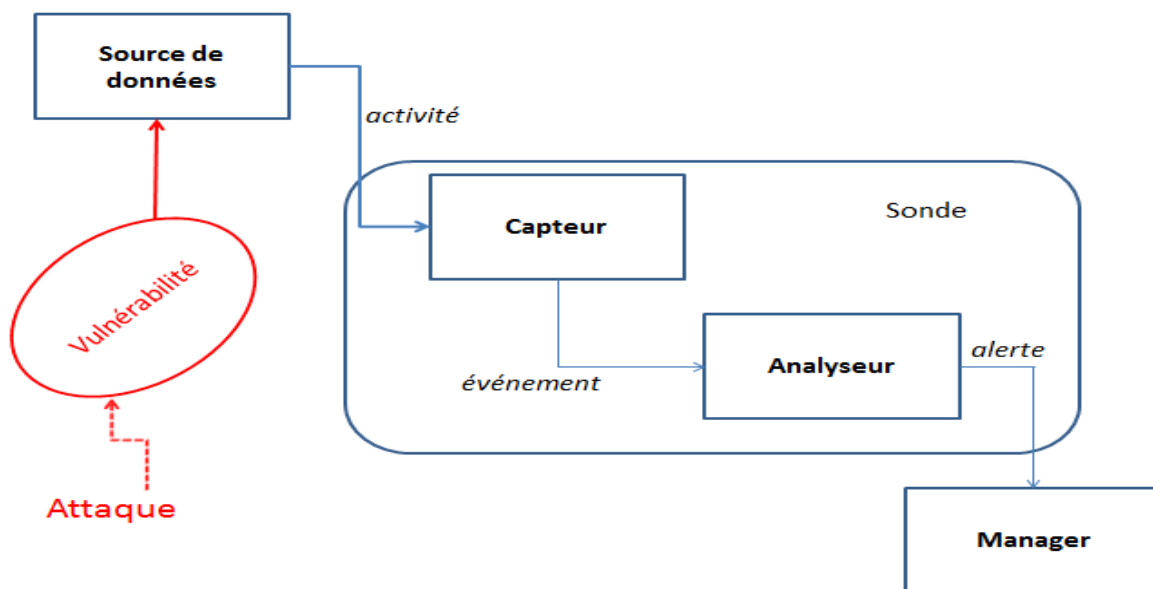 Source de
données
activité
Capteur
Sonde
Vulnérabilité
Analyseur
alerte
événement
Attaque
Manager